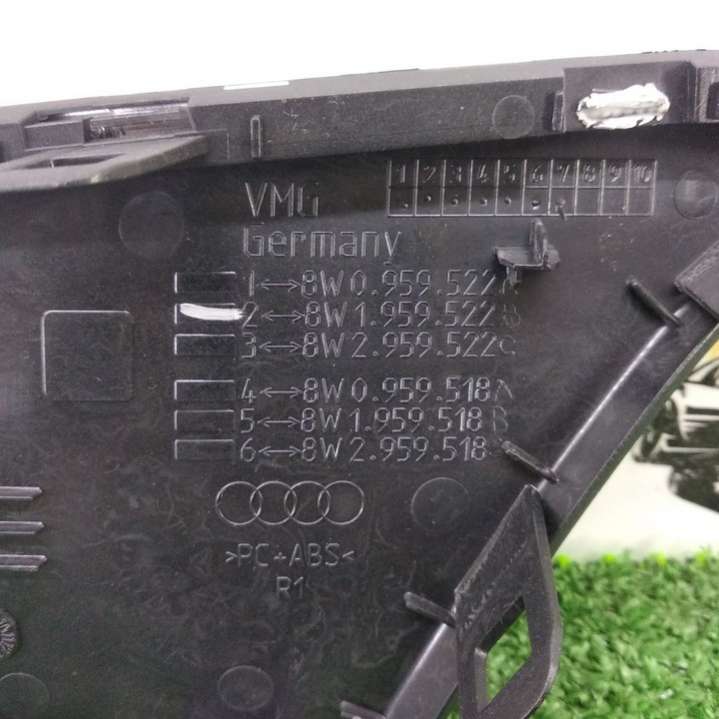 VMG
1 2 3 4 5 6 7 8 9 10
Germany
1↔8W0.959.522A
2↔8W1.959.522B
3↔8W2.959.522C
4↔8W0.959.518A
5↔8W1.959.518B
6↔8W2.959.518
>PC+ABS<
R1